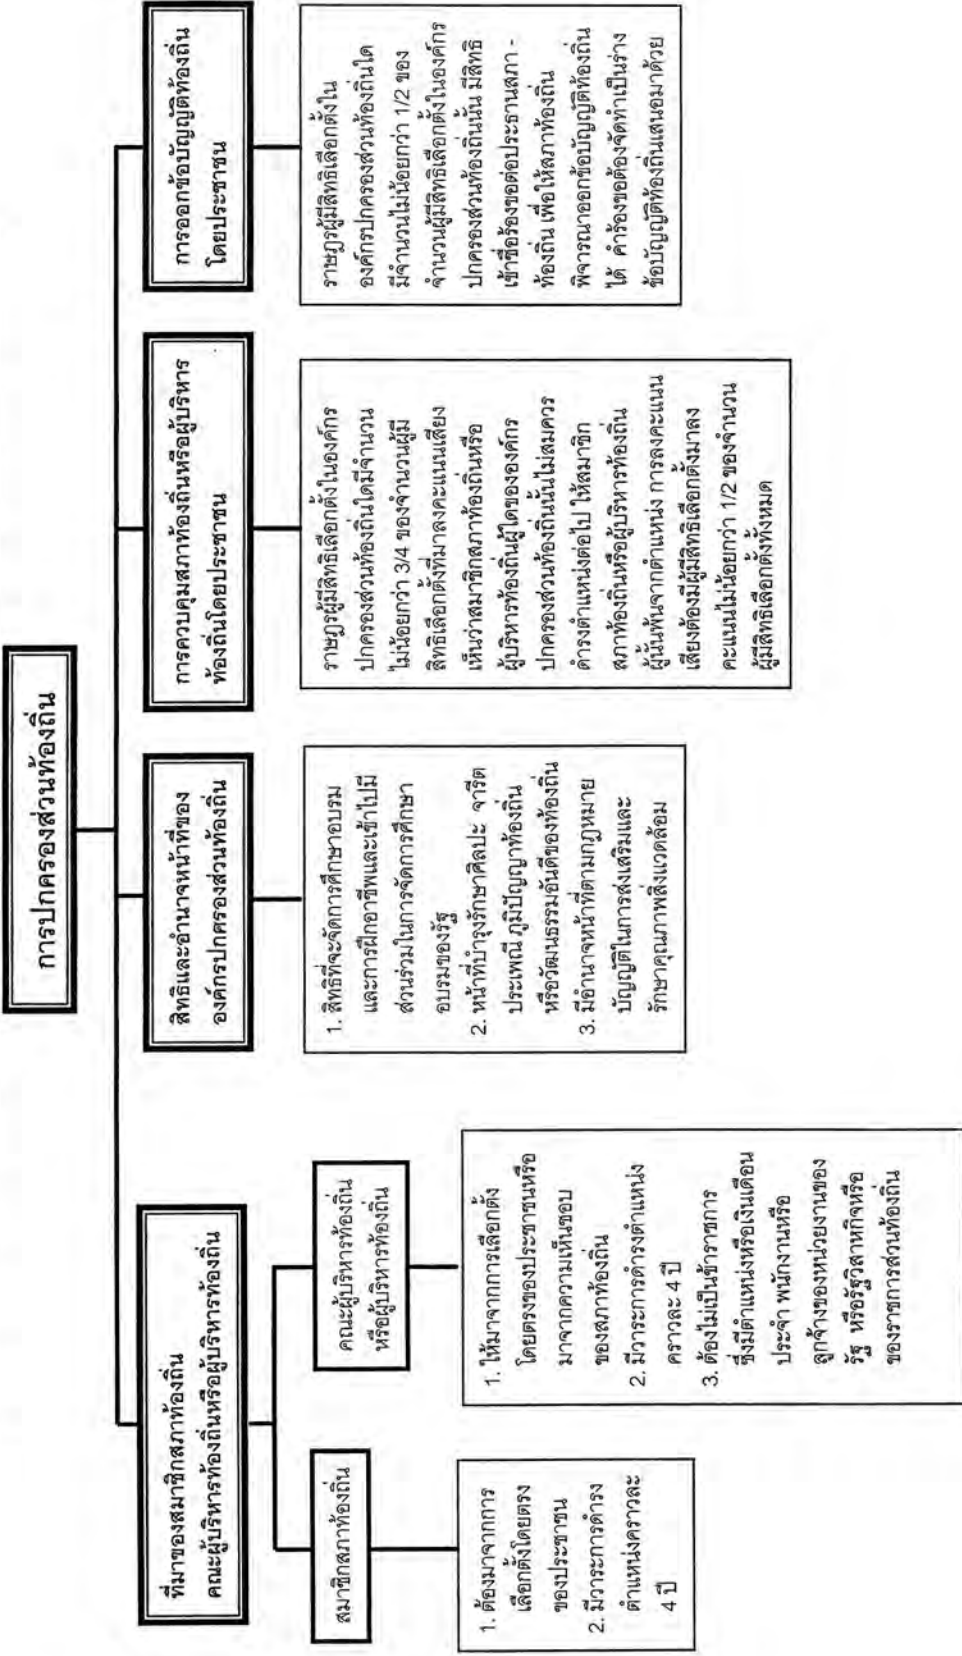 การปกครองส่วนท้องถิ่น
ที่มาของสมาชิกสภาท้องถิ่น
คณะผู้บริหารท้องถิ่นหรือผู้บริหารท้องถิ่น
สมาชิกสภาท้องถิ่น
1. ต้องมาจากการ
เลือกตั้งโดยตรง
ของประชาชน
2. มีวาระการดำรง
ตำแหน่งคราวละ
4 ปี
คณะผู้บริหารท้องถิ่น
หรือผู้บริหารท้องถิ่น
1. ให้มาจากการเลือกตั้ง
โดยตรงของประชาชนหรือ
มาจากความเห็นชอบ
ของสภาท้องถิ่น
2. มีวาระการดำรงตำแหน่ง
คราวละ 4 ปี
3. ต้องไม่เป็นข้าราชการ
ซึ่งมีตำแหน่งหรือเงินเดือน
ประจำ พนักงานหรือ
ลูกจ้างของหน่วยงานของ
รัฐ หรือรัฐวิสาหกิจหรือ
ของราชการส่วนท้องถิ่น
สิทธิและอำนาจหน้าที่ของ
องค์กรปกครองส่วนท้องถิ่น
1. สิทธิที่จะจัดการศึกษาอบรม
และการฝึกอาชีพและเข้าไปมี
ส่วนร่วมในการจัดการศึกษา
อบรมของรัฐ
2. หน้าที่บำรุงรักษาศิลปะ จารีต
ประเพณี ภูมิปัญญาท้องถิ่น
หรือวัฒนธรรมอันดีของท้องถิ่น
3. มีอำนาจหน้าที่ตามกฎหมาย
บัญญัติในการส่งเสริมและ
รักษาคุณภาพสิ่งแวดล้อม
การควบคุมสภาท้องถิ่นหรือผู้บริหาร
ท้องถิ่นโดยประชาชน
ราษฎรผู้มีสิทธิเลือกตั้งในองค์กร
ปกครองส่วนท้องถิ่นใดมีจำนวน
ไม่น้อยกว่า 3/4 ของจำนวนผู้มี
สิทธิเลือกตั้งที่มาลงคะแนนเสียง
เห็นว่าสมาชิกสภาท้องถิ่นหรือ
ผู้บริหารท้องถิ่นผู้ใดขององค์กร
ปกครองส่วนท้องถิ่นนั้นไม่สมควร
ดำรงตำแหน่งต่อไป ให้สมาชิก
สภาท้องถิ่นหรือผู้บริหารท้องถิ่น
ผู้นั้นพ้นจากตำแหน่ง การลงคะแนน
เสียงต้องมีผู้มีสิทธิเลือกตั้งมาลง
คะแนนไม่น้อยกว่า 1/2 ของจำนวน
ผู้มีสิทธิเลือกตั้งทั้งหมด
การออกข้อบัญญัติท้องถิ่น
โดยประชาชน
ราษฎรผู้มีสิทธิเลือกตั้งใน
องค์กรปกครองส่วนท้องถิ่นใด
มีจำนวนไม่น้อยกว่า 1/2 ของ
จำนวนผู้มีสิทธิเลือกตั้งในองค์กร
ปกครองส่วนท้องถิ่นนั้น มีสิทธิ
เข้าชื่อร้องขอต่อประธานสภา -
ท้องถิ่น เพื่อให้สภาท้องถิ่น
พิจารณาออกข้อบัญญัติท้องถิ่น
ได้ คำร้องขอต้องจัดทำเป็นร่าง
ข้อบัญญัติท้องถิ่นเสนอมาด้วย